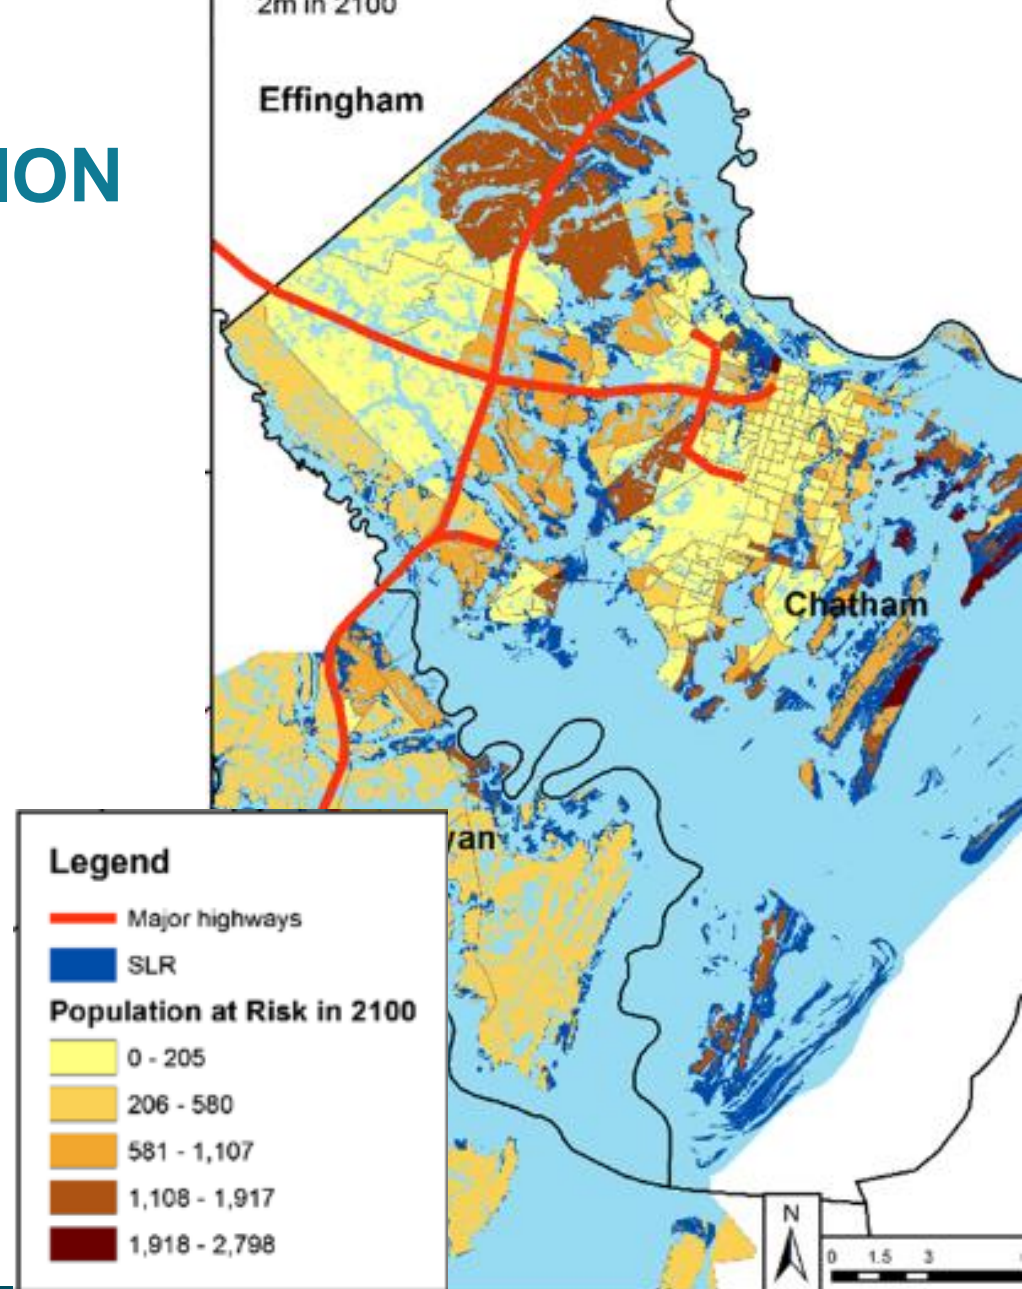 2m in 2100
Effingham
ION
Chatham
yan
Legend
Major highways
SLR
Population at Risk in 2100
0 - 205
206 - 580
581 - 1,107
1,108 - 1,917
1,918 - 2,798
N
0 1.5 3